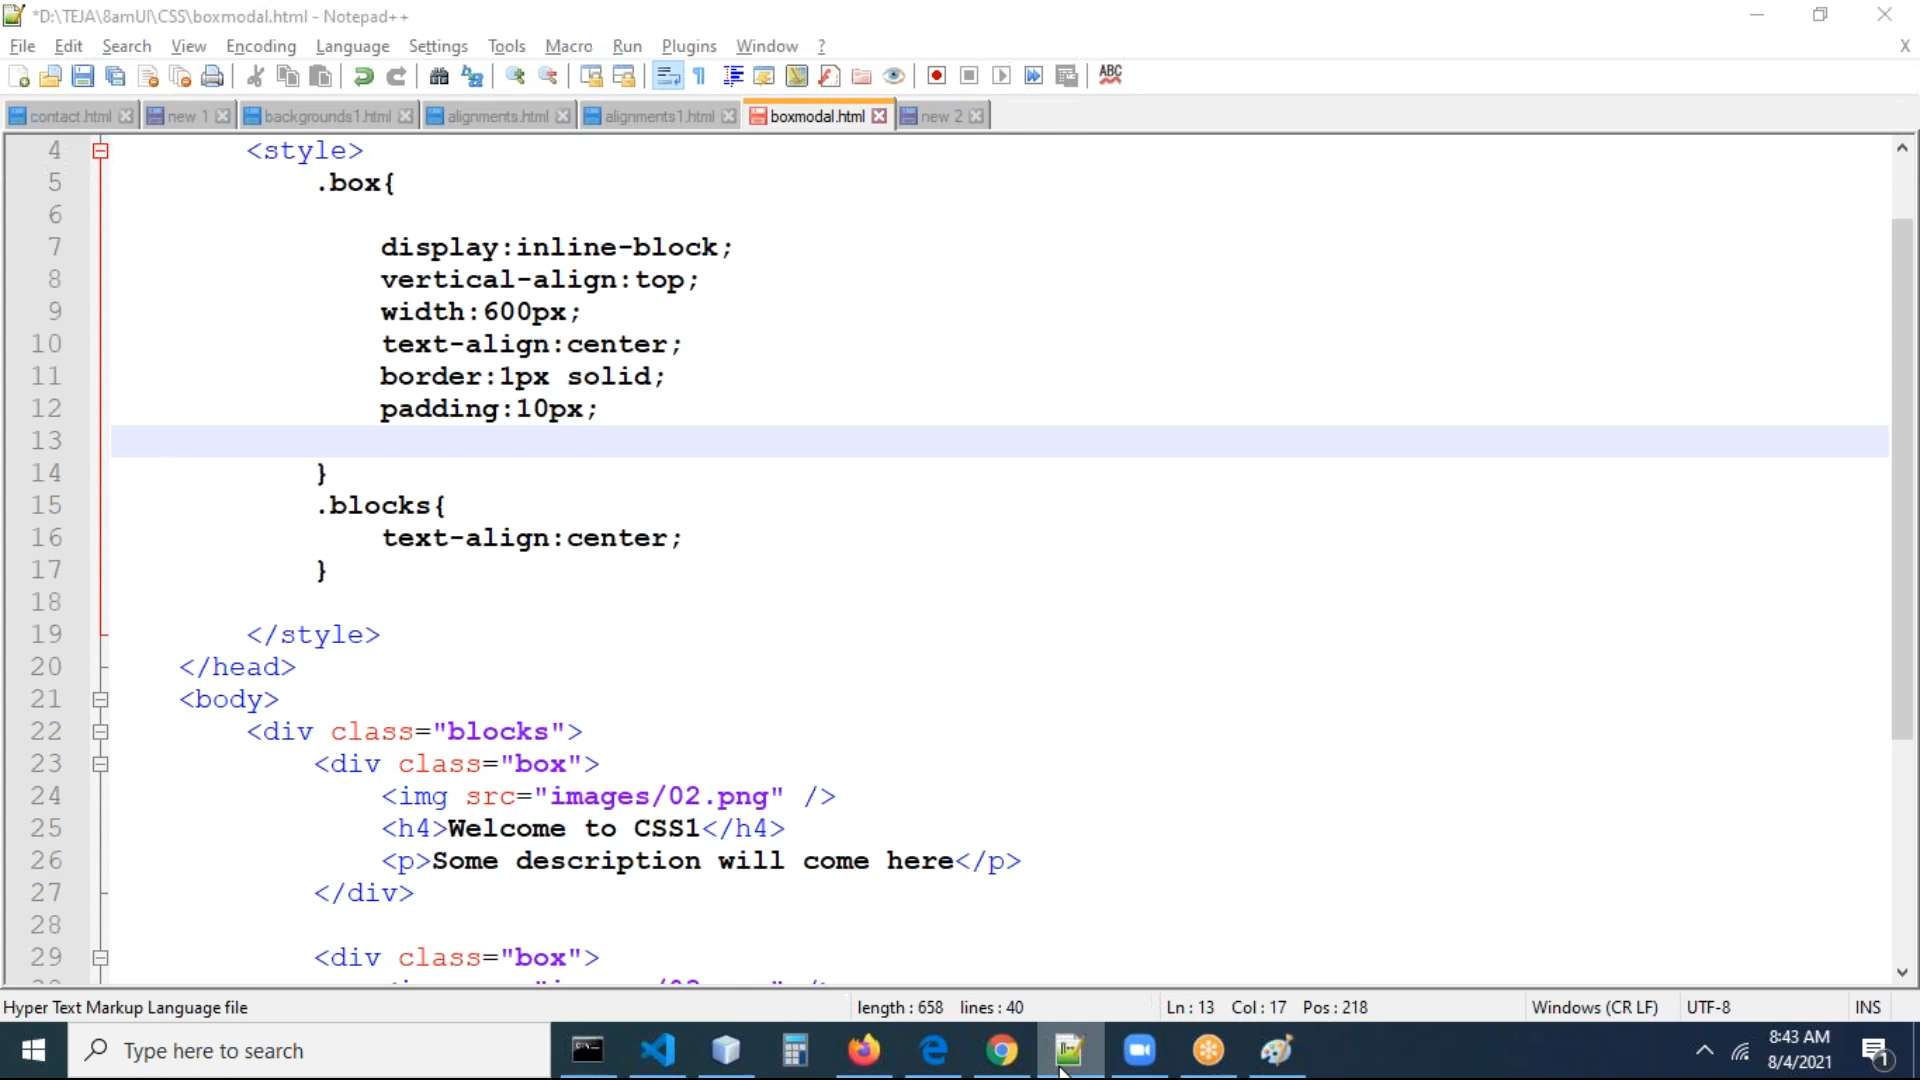 *D:\TEJA\8amUI\CSS\boxmodal.html - Notepad++
File Edit Search View Encoding Language Settings Tools Macro Run Plugins Window ? X
ABC
contact.html new 1 backgrounds1.html alignments.html alignments1.html boxmodal.html new 2
4 <style>
5 .box{
6
7 display:inline-block;
8 vertical-align:top;
9 width:600px;
10 text-align:center;
11 border:1px solid;
12 padding:10px;
13
14 }
15 .blocks{
16 text-align:center;
17 }
18
19 </style>
20 </head>
21 <body>
22 <div class="blocks">
23 <div class="box">
24 <img src="images/02.png" />
25 <h4>Welcome to CSS1</h4>
26 <p>Some description will come here</p>
27 </div>
28
29 <div class="box">
Hyper Text Markup Language file length : 658 lines : 40 Ln : 13 Col : 17 Pos : 218 Windows (CR LF) UTF-8 INS
Type here to search
8:43 AM
8/4/2021
1